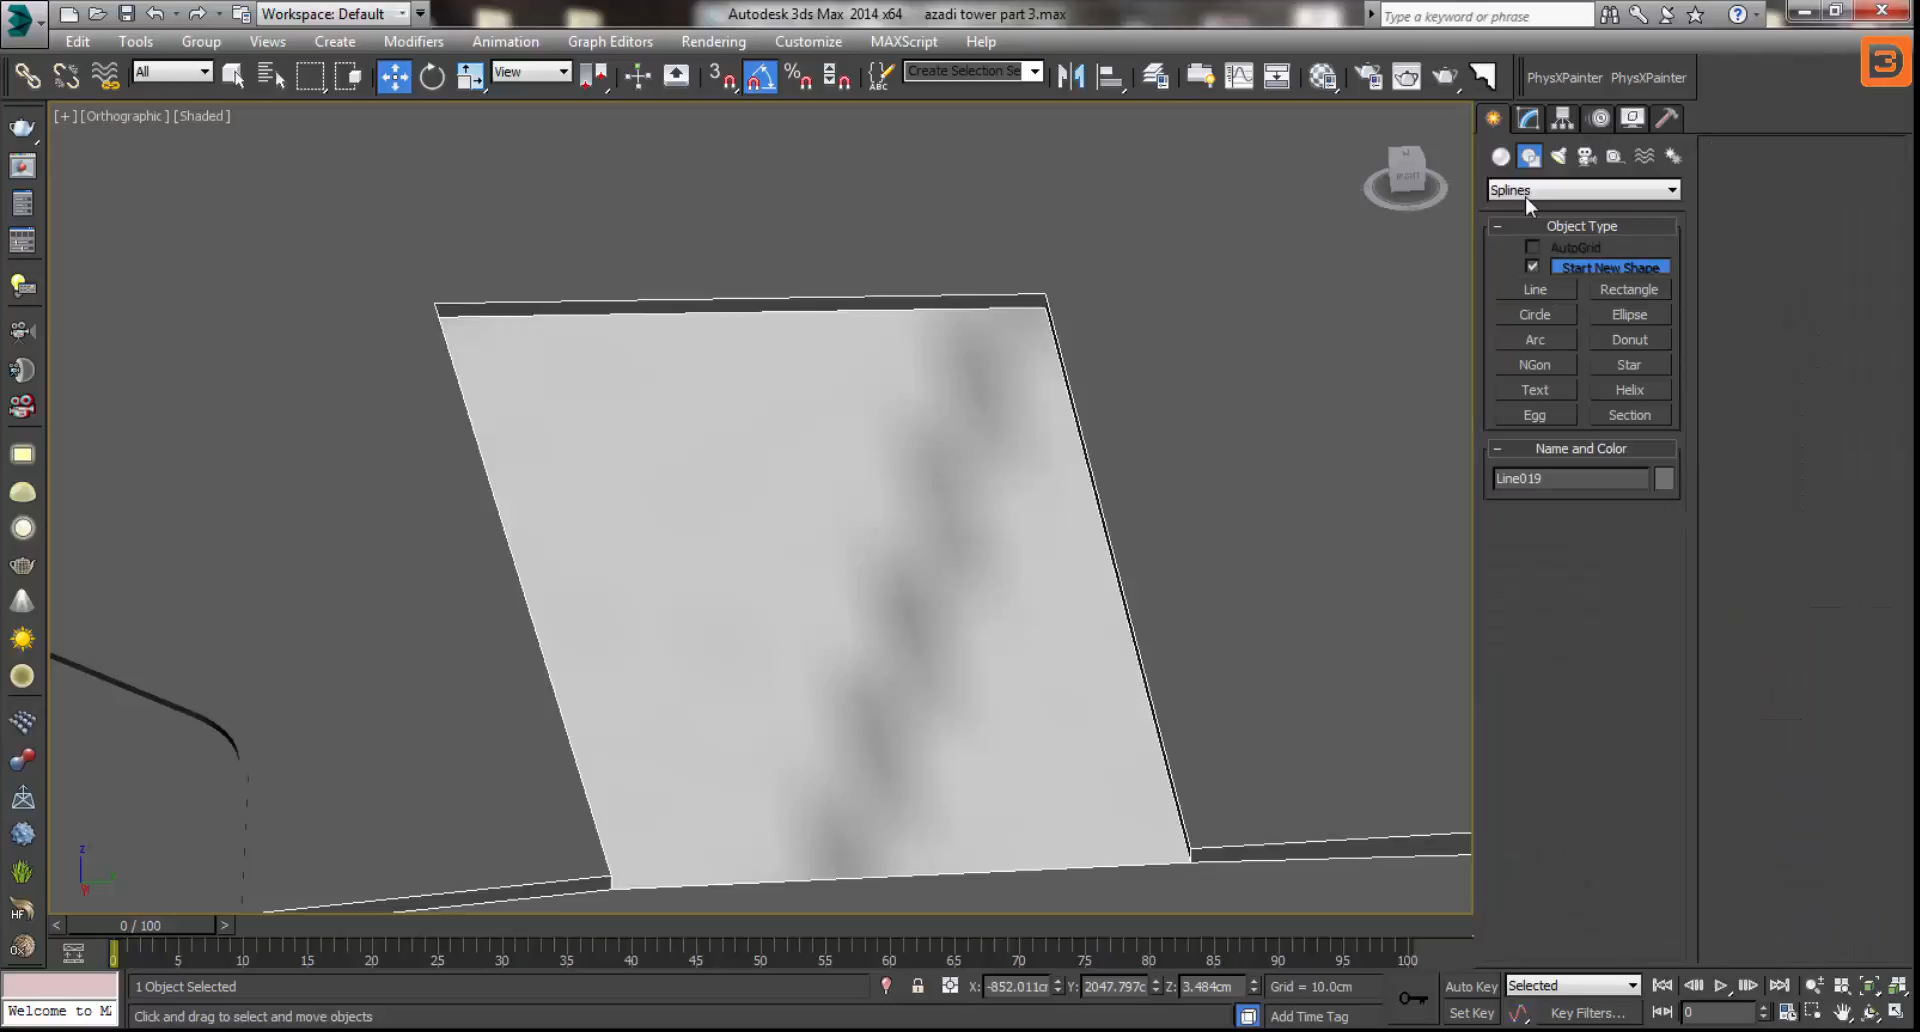 Workspace: Default
Autodesk 3ds Max 2014 x64 azadi tower part 3.max
Type a keyword or phrase
Edit Tools Group Views Create Modifiers Animation Graph Editors Rendering Customize MAXScript Help
All View 3 Create Selection Se PhysXPainter PhysXPainter
[+] [Orthographic] [Shaded]
RIGHT
Splines
Object Type
AutoGrid
Start New Shape
Line Rectangle
Circle Ellipse
Arc Donut
NGon Star
Text Helix
Egg Section
Name and Color
Line019
z
HF
0 / 100
0 5 10 15 20 25 30 35 40 45 50 55 60 65 70 75 80 85 90 95 100
1 Object Selected X: -852.011cm Y: 2047.797c Z: 3.484cm Grid = 10.0cm Auto Key Selected
Welcome to M Click and drag to select and move objects Add Time Tag Set Key Key Filters... 0